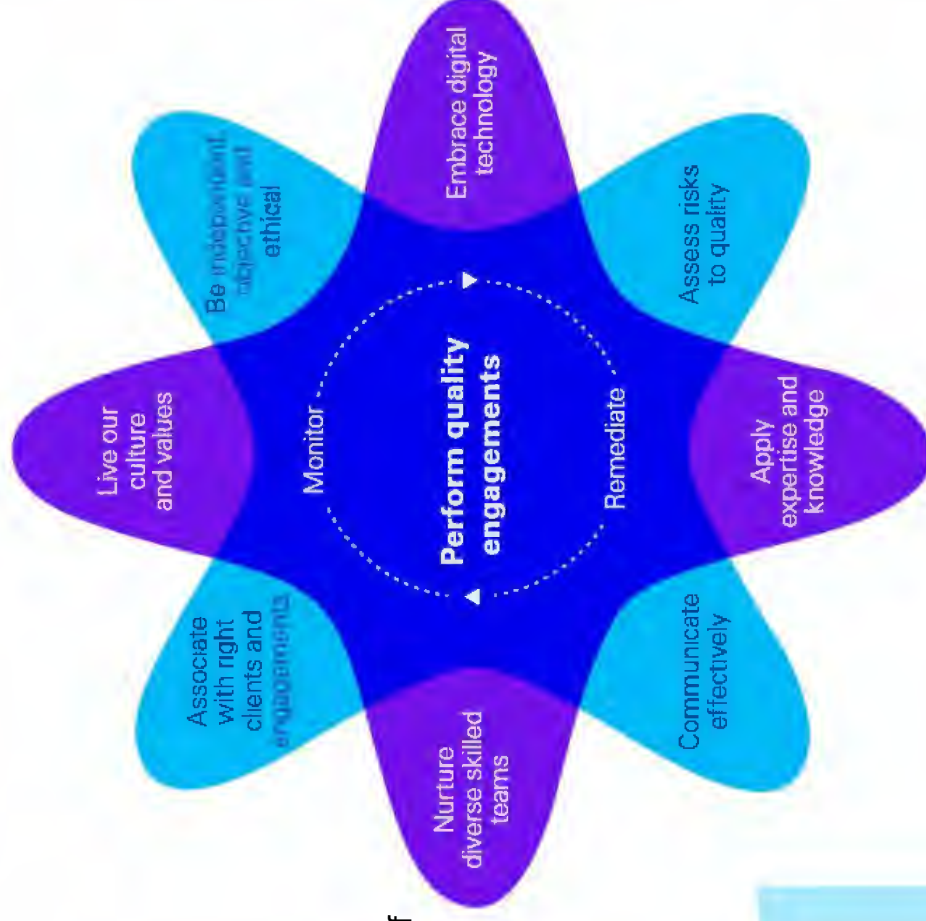 Nurture
diverse skilled
teams
Communicate
effectively
Associate
with right
clients and
engagements
Apply
expertise and
knowledge
Remediate
Perform quality
engagements
Monitor
Live our
culture
and values
Assess risks
to quality
Be independent,
objective and
ethical
Embrace digital
technology